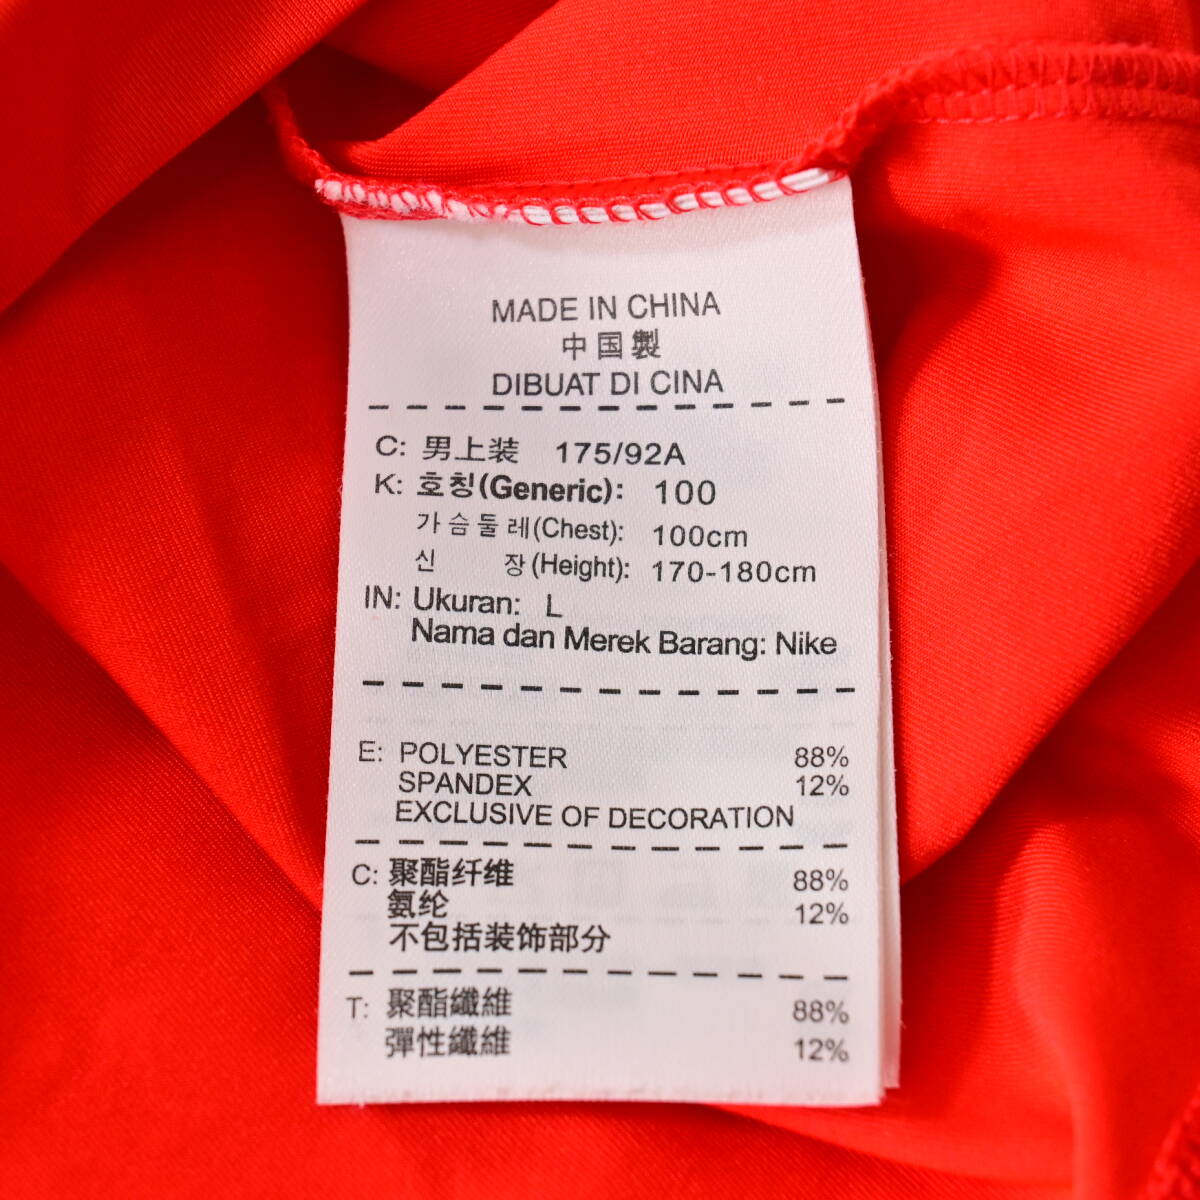 MADE IN CHINA
中国製
DIBUAT DI CINA
C: 男上装 175/92A
K: 호칭(Generic): 100
가슴둘레(Chest): 100cm
신 장(Height): 170-180cm
IN: Ukuran: L
Nama dan Merek Barang: Nike
E: POLYESTER 88%
SPANDEX 12%
EXCLUSIVE OF DECORATION
C: 聚酯纤维 88%
氨纶 12%
不包括装饰部分
T: 聚酯纖維 88%
彈性纖維 12%